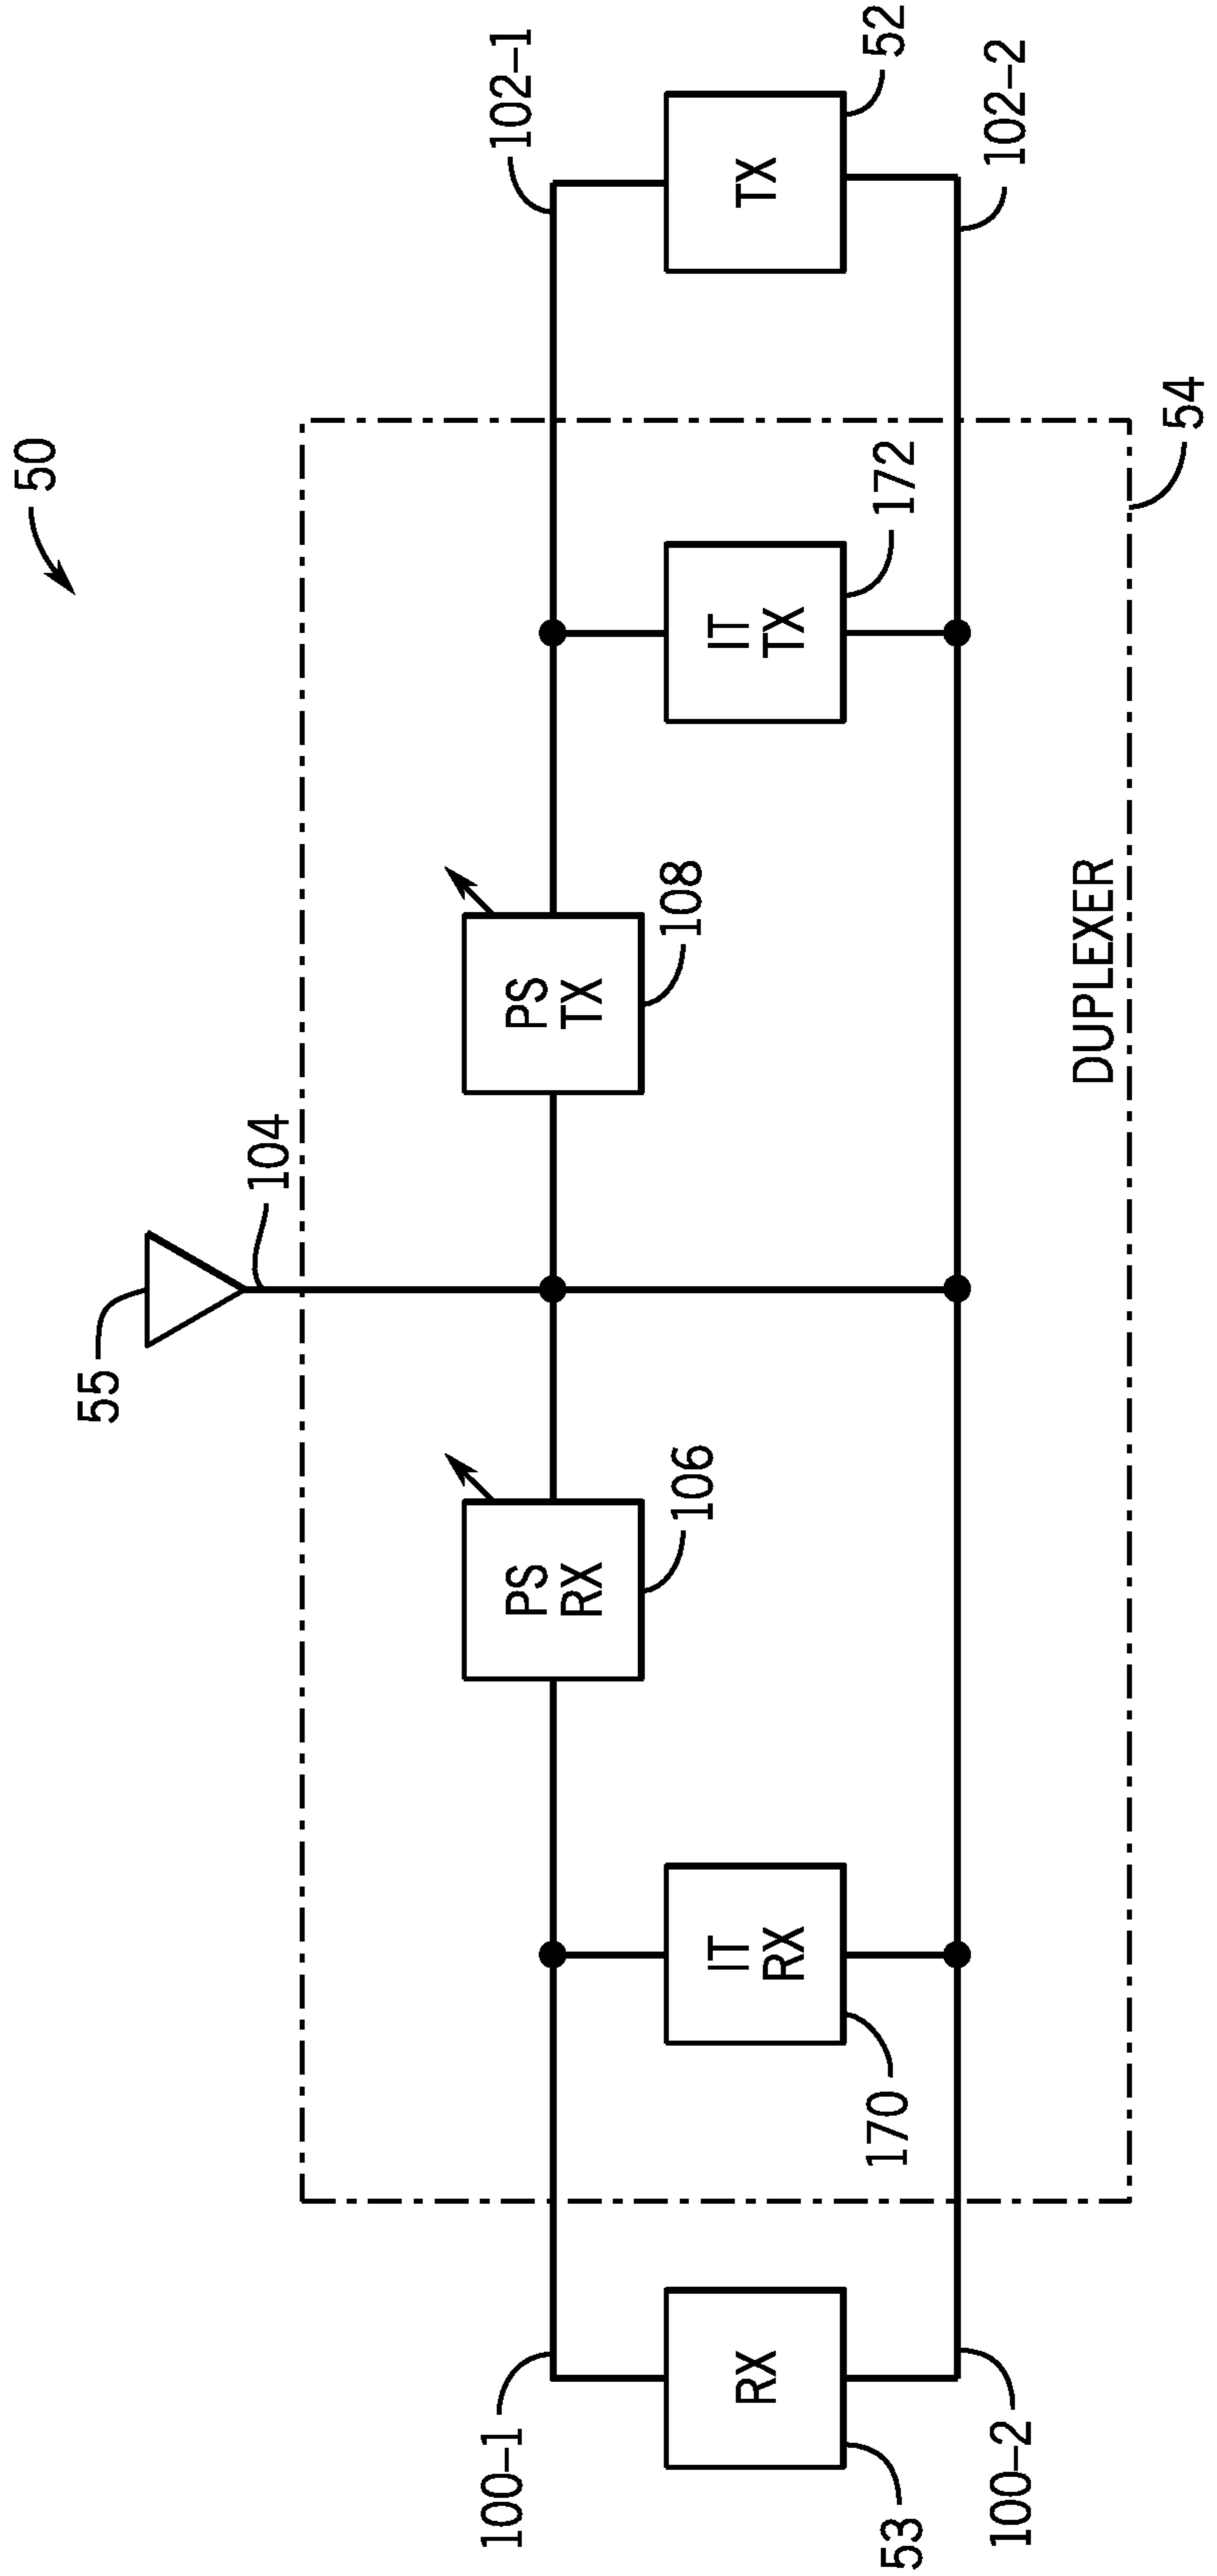 50
55
104
102–1
PS
RX
106
PS
TX
108
100–1
RX
53
100–2
IT
RX
170
IT
TX
172
TX
52
102–2
DUPLEXER
54